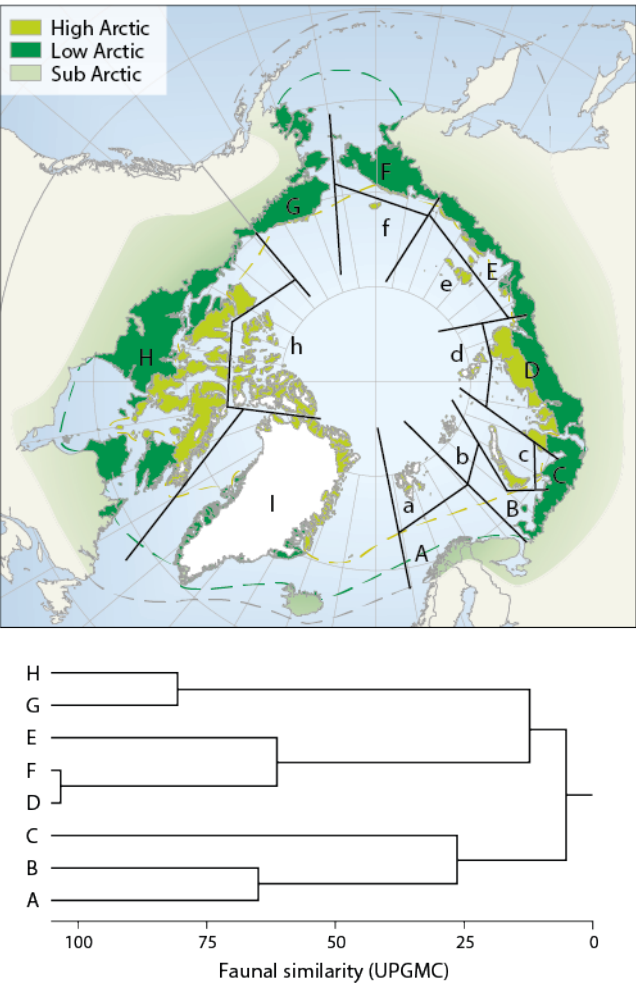 High Arctic
Low Arctic
Sub Arctic
F
G
f
E
e
h
d
H
D
b
c
C
a
I
B
A
H
G
E
F
D
C
B
A
100 75 50 25 0
Faunal similarity (UPGMC)